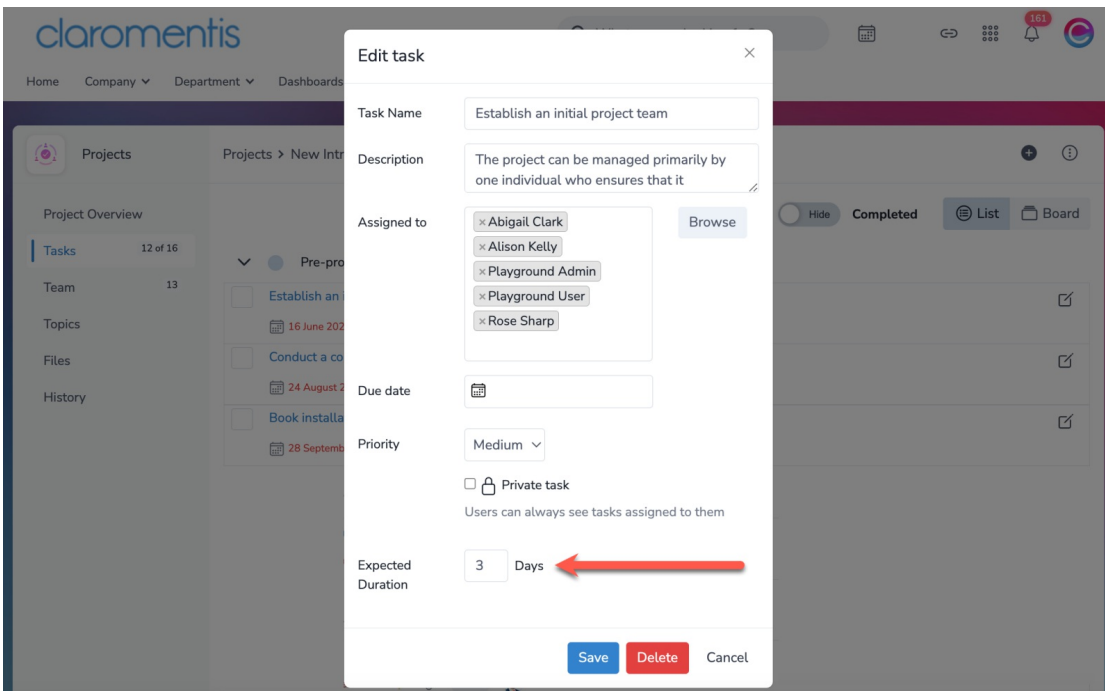 claromentis
161
Home Company Department Dashboards
Projects
Projects > New Intr
Project Overview
Tasks 12 of 16
Team 13
Topics
Files
History
Hide Completed List Board
Pre-pro
Establish an i
16 June 202
Conduct a co
24 August 2
Book installa
28 Septemb
Edit task
Task Name Establish an initial project team
Description The project can be managed primarily by
one individual who ensures that it
Assigned to ×Abigail Clark Browse
×Alison Kelly
×Playground Admin
×Playground User
×Rose Sharp
Due date
Priority Medium
Private task
Users can always see tasks assigned to them
Expected 3 Days
Duration
Save Delete Cancel